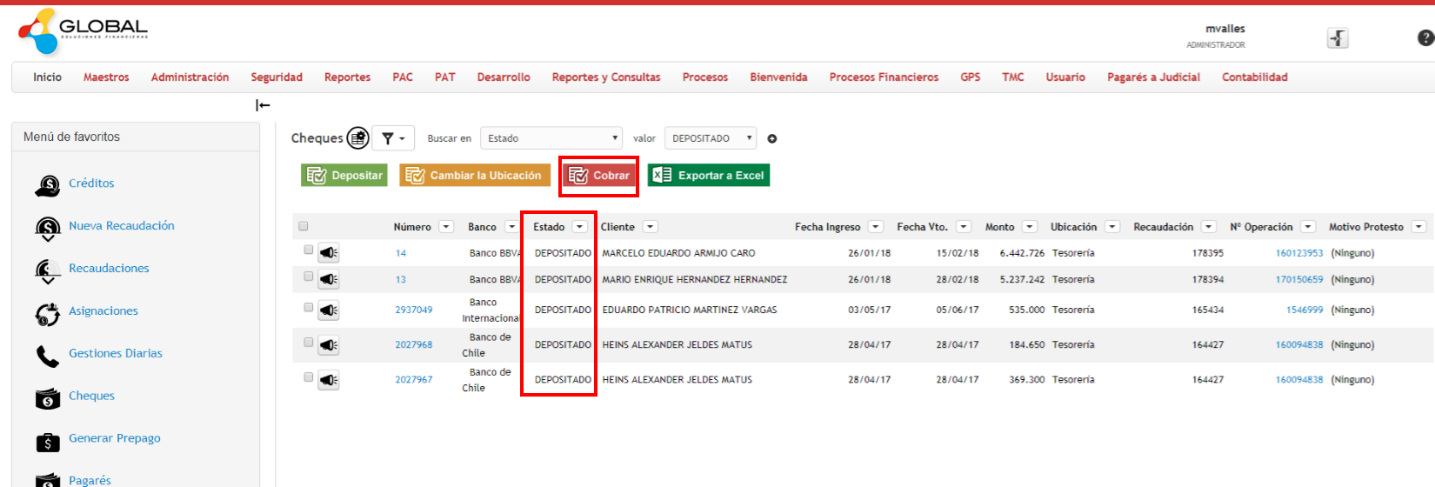 GLOBAL
SOLUCIONES FINANCIERAS
mvalles
ADMINISTRADOR
Inicio Maestros Administración Seguridad Reportes PAC PAT Desarrollo Reportes y Consultas Procesos Bienvenida Procesos Financieros GPS TMC Usuario Pagarés a Judicial Contabilidad
Menú de favoritos
Créditos
Nueva Recaudación
Recaudaciones
Asignaciones
Gestiones Diarias
Cheques
Generar Prepago
Pagarés
Cheques Buscar en Estado valor DEPOSITADO
Depositar Cambiar la Ubicación Cobrar Exportar a Excel
Número Banco Estado Cliente Fecha Ingreso Fecha Vto. Monto Ubicación Recaudación Nº Operación Motivo Protesto
14 Banco BBVA DEPOSITADO MARCELO EDUARDO ARMIJO CARO 26/01/18 15/02/18 6.442.726 Tesorería 178395 160123953 (Ninguno)
13 Banco BBVA DEPOSITADO MARIO ENRIQUE HERNANDEZ HERNANDEZ 26/01/18 28/02/18 5.237.242 Tesorería 178394 170150659 (Ninguno)
2937049 Banco Internacional DEPOSITADO EDUARDO PATRICIO MARTINEZ VARGAS 03/05/17 05/06/17 535.000 Tesorería 165434 1546999 (Ninguno)
2027968 Banco de Chile DEPOSITADO HEINS ALEXANDER JELDES MATUS 28/04/17 28/04/17 184.650 Tesorería 164427 160094838 (Ninguno)
2027967 Banco de Chile DEPOSITADO HEINS ALEXANDER JELDES MATUS 28/04/17 28/04/17 369.300 Tesorería 164427 160094838 (Ninguno)